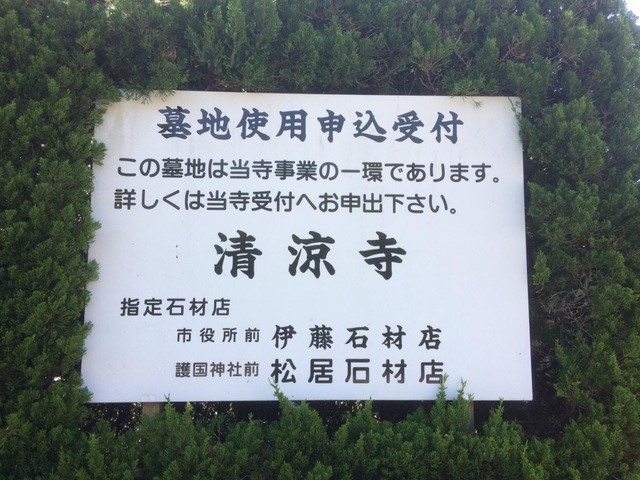 墓地使用申込受付
この墓地は当寺事業の一環であります。
詳しくは当寺受付へお申出下さい。
清涼寺
指定石材店
市役所前 伊藤石材店
護国神社前 松居石材店